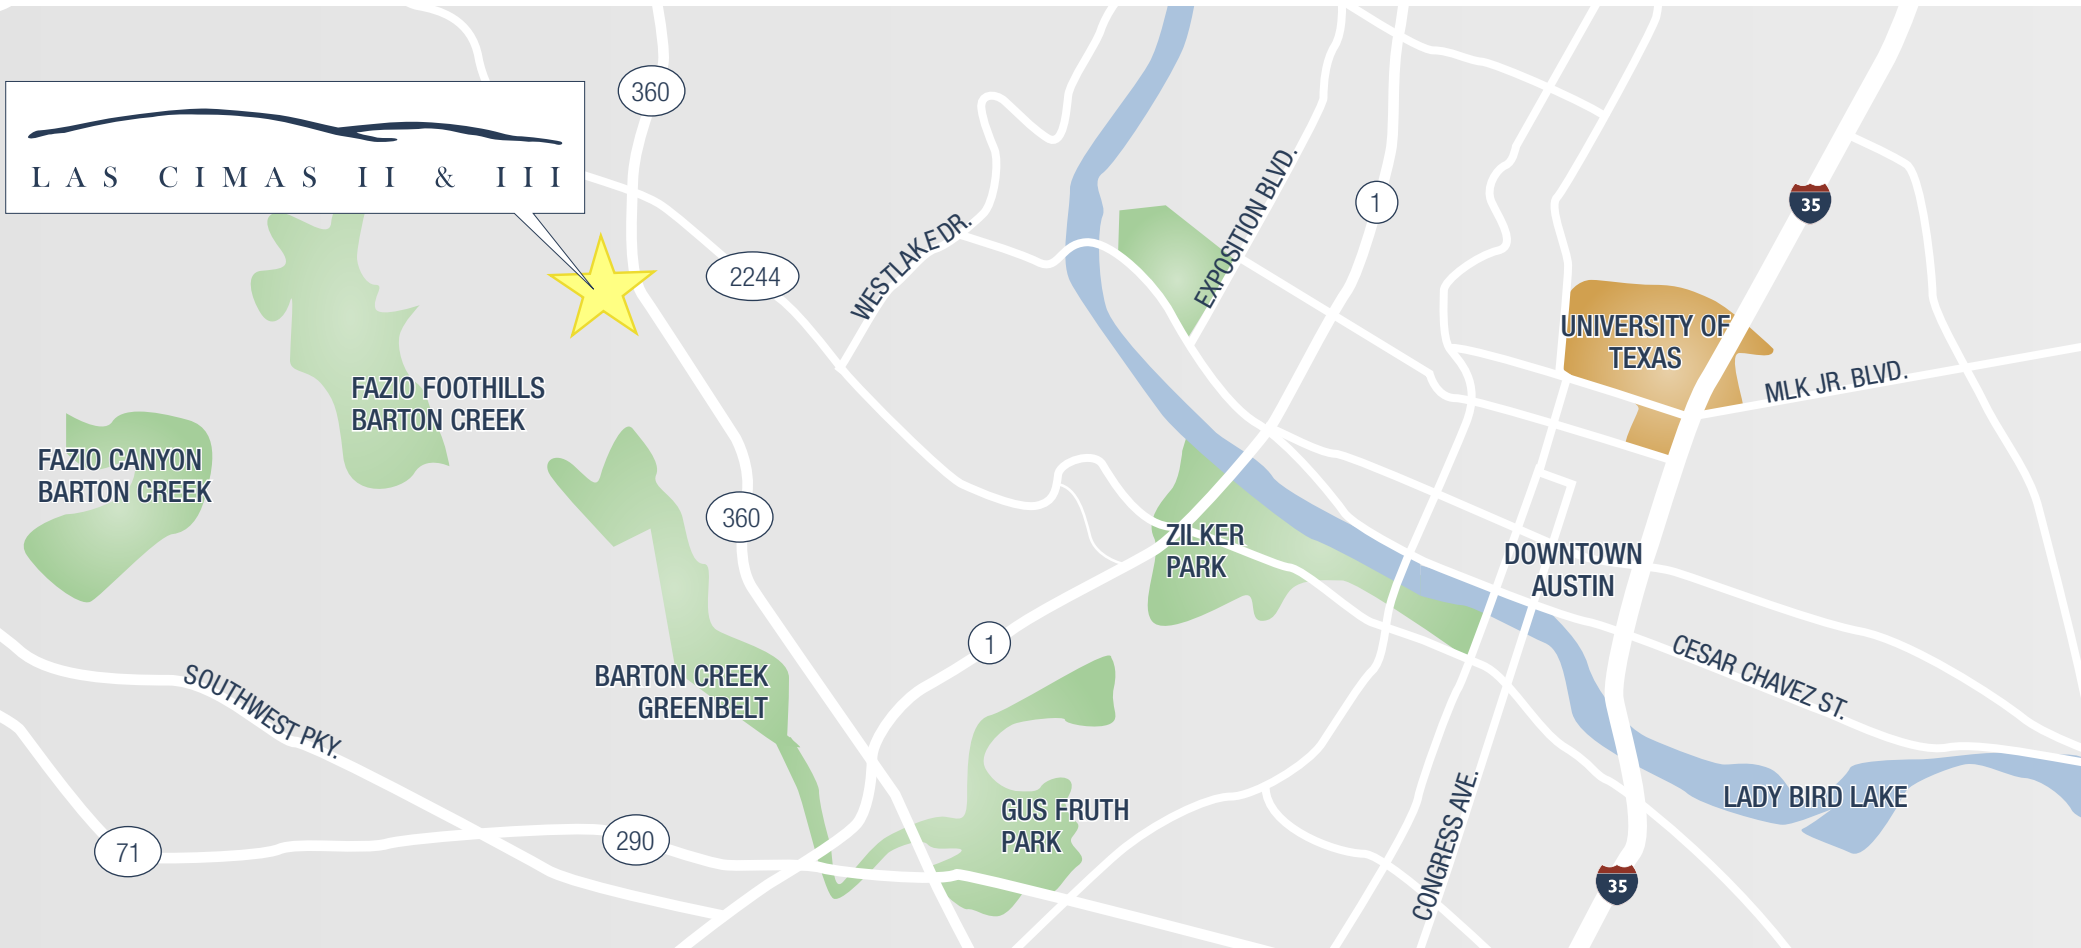 360
LAS CIMAS II & III
1
35
EXPOSITION BLVD.
WESTLAKE DR.
2244
UNIVERSITY OF
TEXAS
MLK JR. BLVD.
FAZIO FOOTHILLS
BARTON CREEK
FAZIO CANYON
BARTON CREEK
360
ZILKER
PARK
DOWNTOWN
AUSTIN
1
BARTON CREEK
GREENBELT
CESAR CHAVEZ ST.
SOUTHWEST PKY.
LADY BIRD LAKE
GUS FRUTH
PARK
CONGRESS AVE.
290
71
35